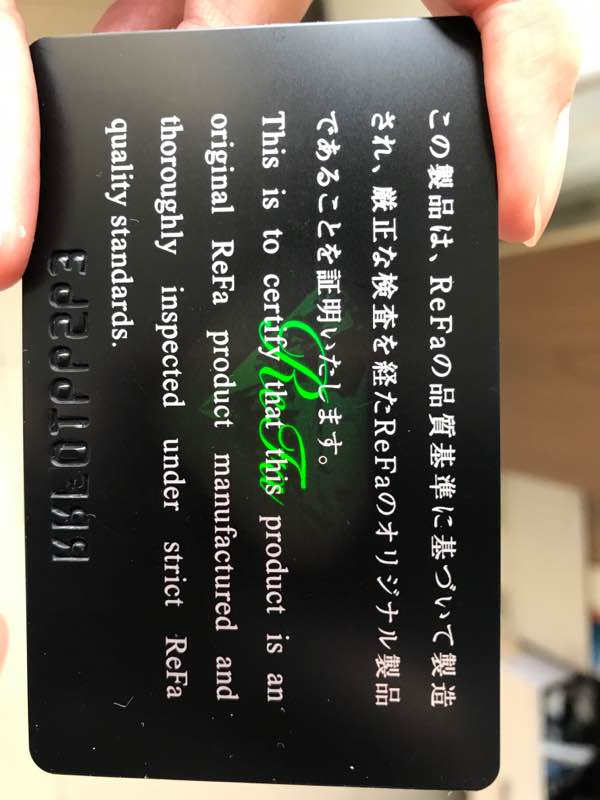 この製品は、ReFaの品質基準に基づいて製造
され、厳正な検査を経たReFaのオリジナル製品
であることを証明いたします。
This is to certify that this product is an
original ReFa product manufactured and
thoroughly inspected under strict ReFa
quality standards.
ReFa